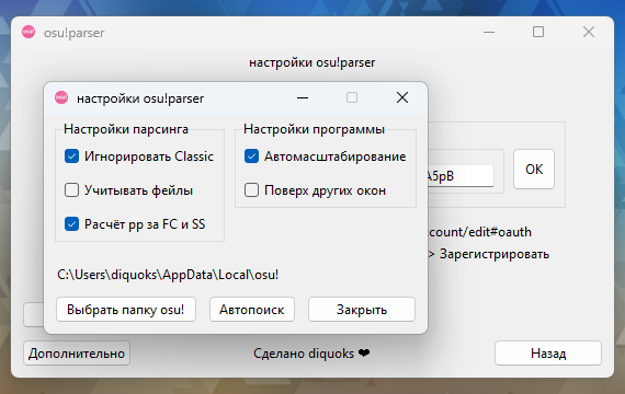 osu!parser
настройки osu!parser
настройки osu!parser
Настройки парсинга
Игнорировать Classic
Учитывать фейлы
Расчёт pp за FC и SS
Настройки программы
Автомасштабирование
Поверх других окон
A5pB
OK
count/edit#oauth
> Зарегистрировать
C:\Users\diquoks\AppData\Local\osu!
Выбрать папку osu!
Автопоиск
Закрыть
Дополнительно
Сделано diquoks ❤
Назад